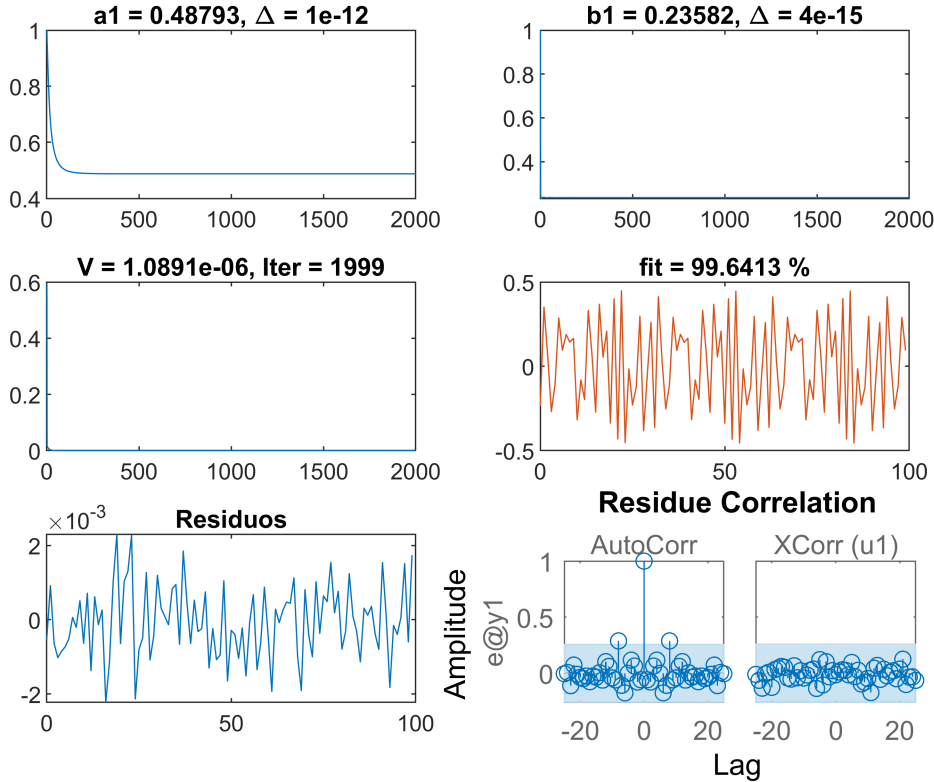 a1 = 0.48793, Δ = 1e-12
1
0.8
0.6
0.4
0 500 1000 1500 2000
b1 = 0.23582, Δ = 4e-15
1
0.8
0.6
0.4
0 500 1000 1500 2000
V = 1.0891e-06, Iter = 1999
0.6
0.4
0.2
0
0 500 1000 1500 2000
fit = 99.6413 %
0.5
0
-0.5
0 50 100
Residuos
×10⁻³
2
0
-2
0 50 100
Residue Correlation
AutoCorr XCorr (u1)
Amplitude
e@y1
1
0.5
0
-20 0 20 -20 0 20
Lag